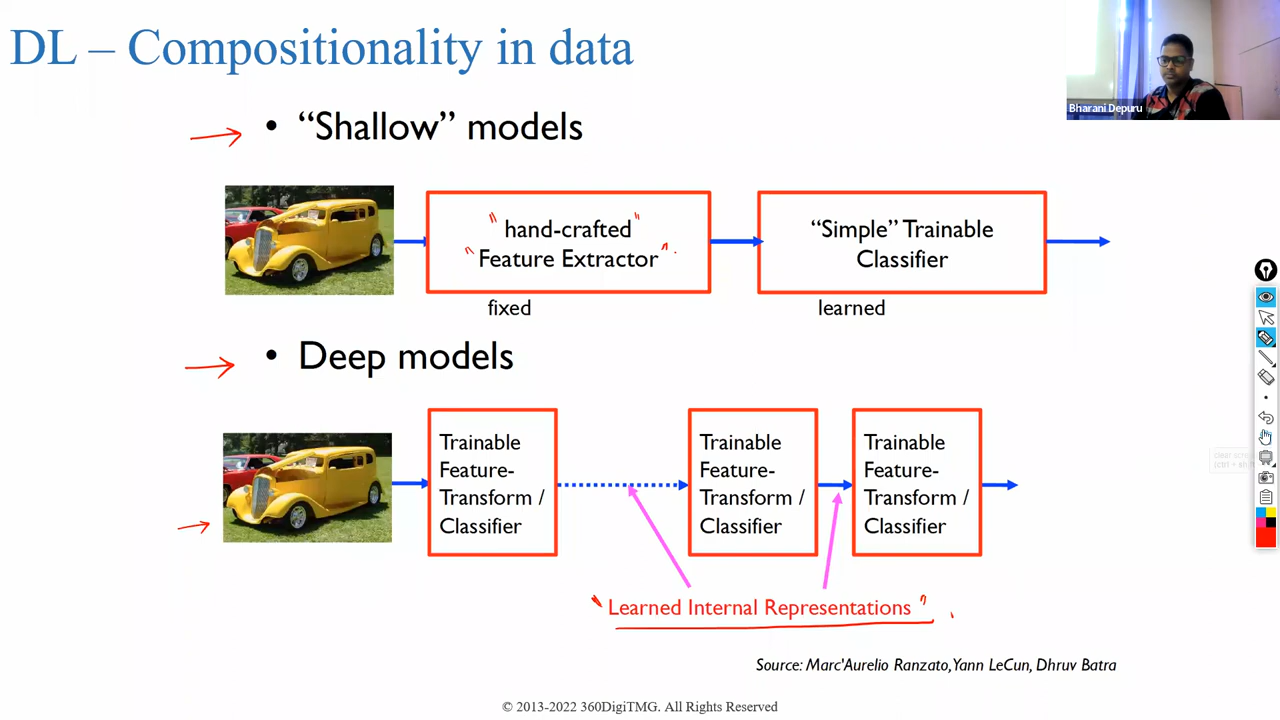 DL – Compositionality in data
Bharani Depuru
• “Shallow” models
" hand-crafted "
" Feature Extractor "
“Simple” Trainable
Classifier
fixed
learned
• Deep models
Trainable
Feature-
Transform /
Classifier
Trainable
Feature-
Transform /
Classifier
Trainable
Feature-
Transform /
Classifier
" Learned Internal Representations "
Source: Marc'Aurelio Ranzato, Yann LeCun, Dhruv Batra
© 2013-2022 360DigiTMG. All Rights Reserved